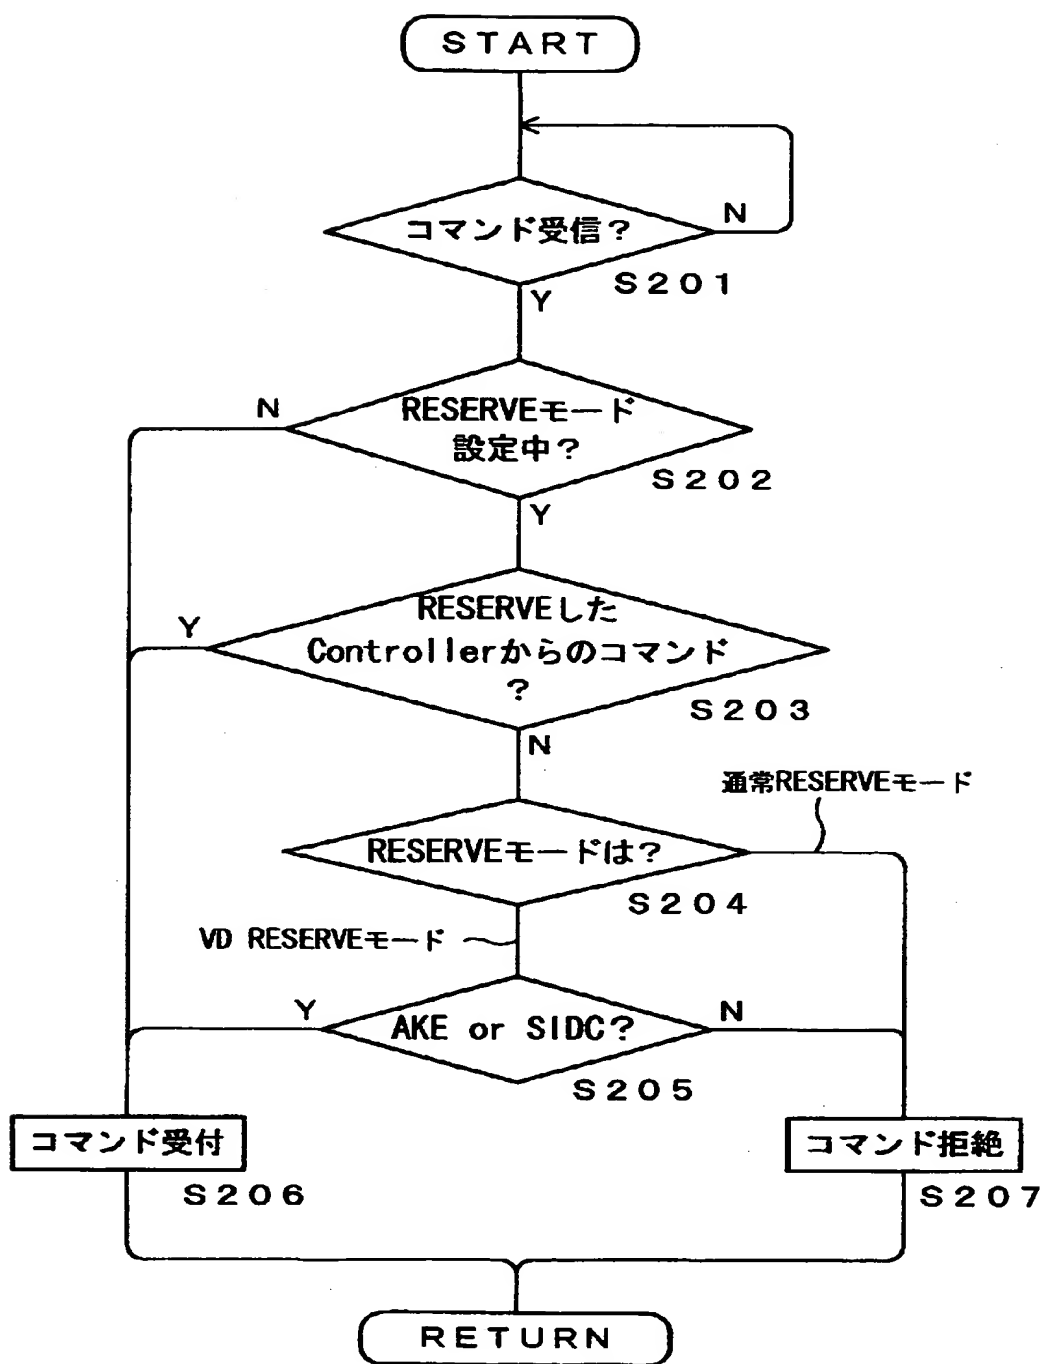 START
コマンド受信?
N
S201
Y
RESERVEモード
設定中?
N
S202
Y
RESERVEした
Controllerからのコマンド
?
Y
S203
N
通常RESERVEモード
RESERVEモードは?
S204
VD RESERVEモード
Y
AKE or SIDC?
N
S205
コマンド受付
S206
コマンド拒絶
S207
RETURN